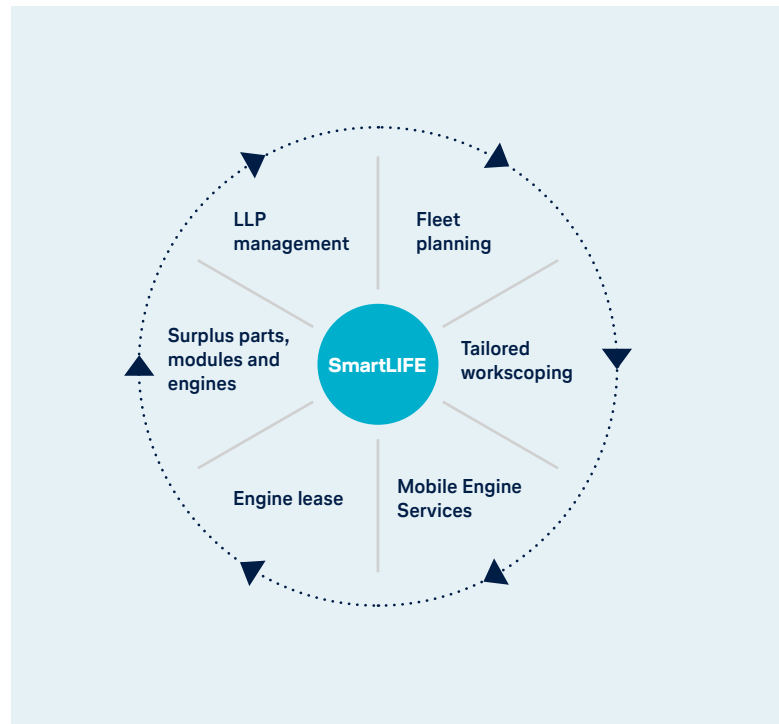 LLP
management
Fleet
planning
Surplus parts,
modules and
engines
SmartLIFE
Tailored
workscoping
Engine lease
Mobile Engine
Services